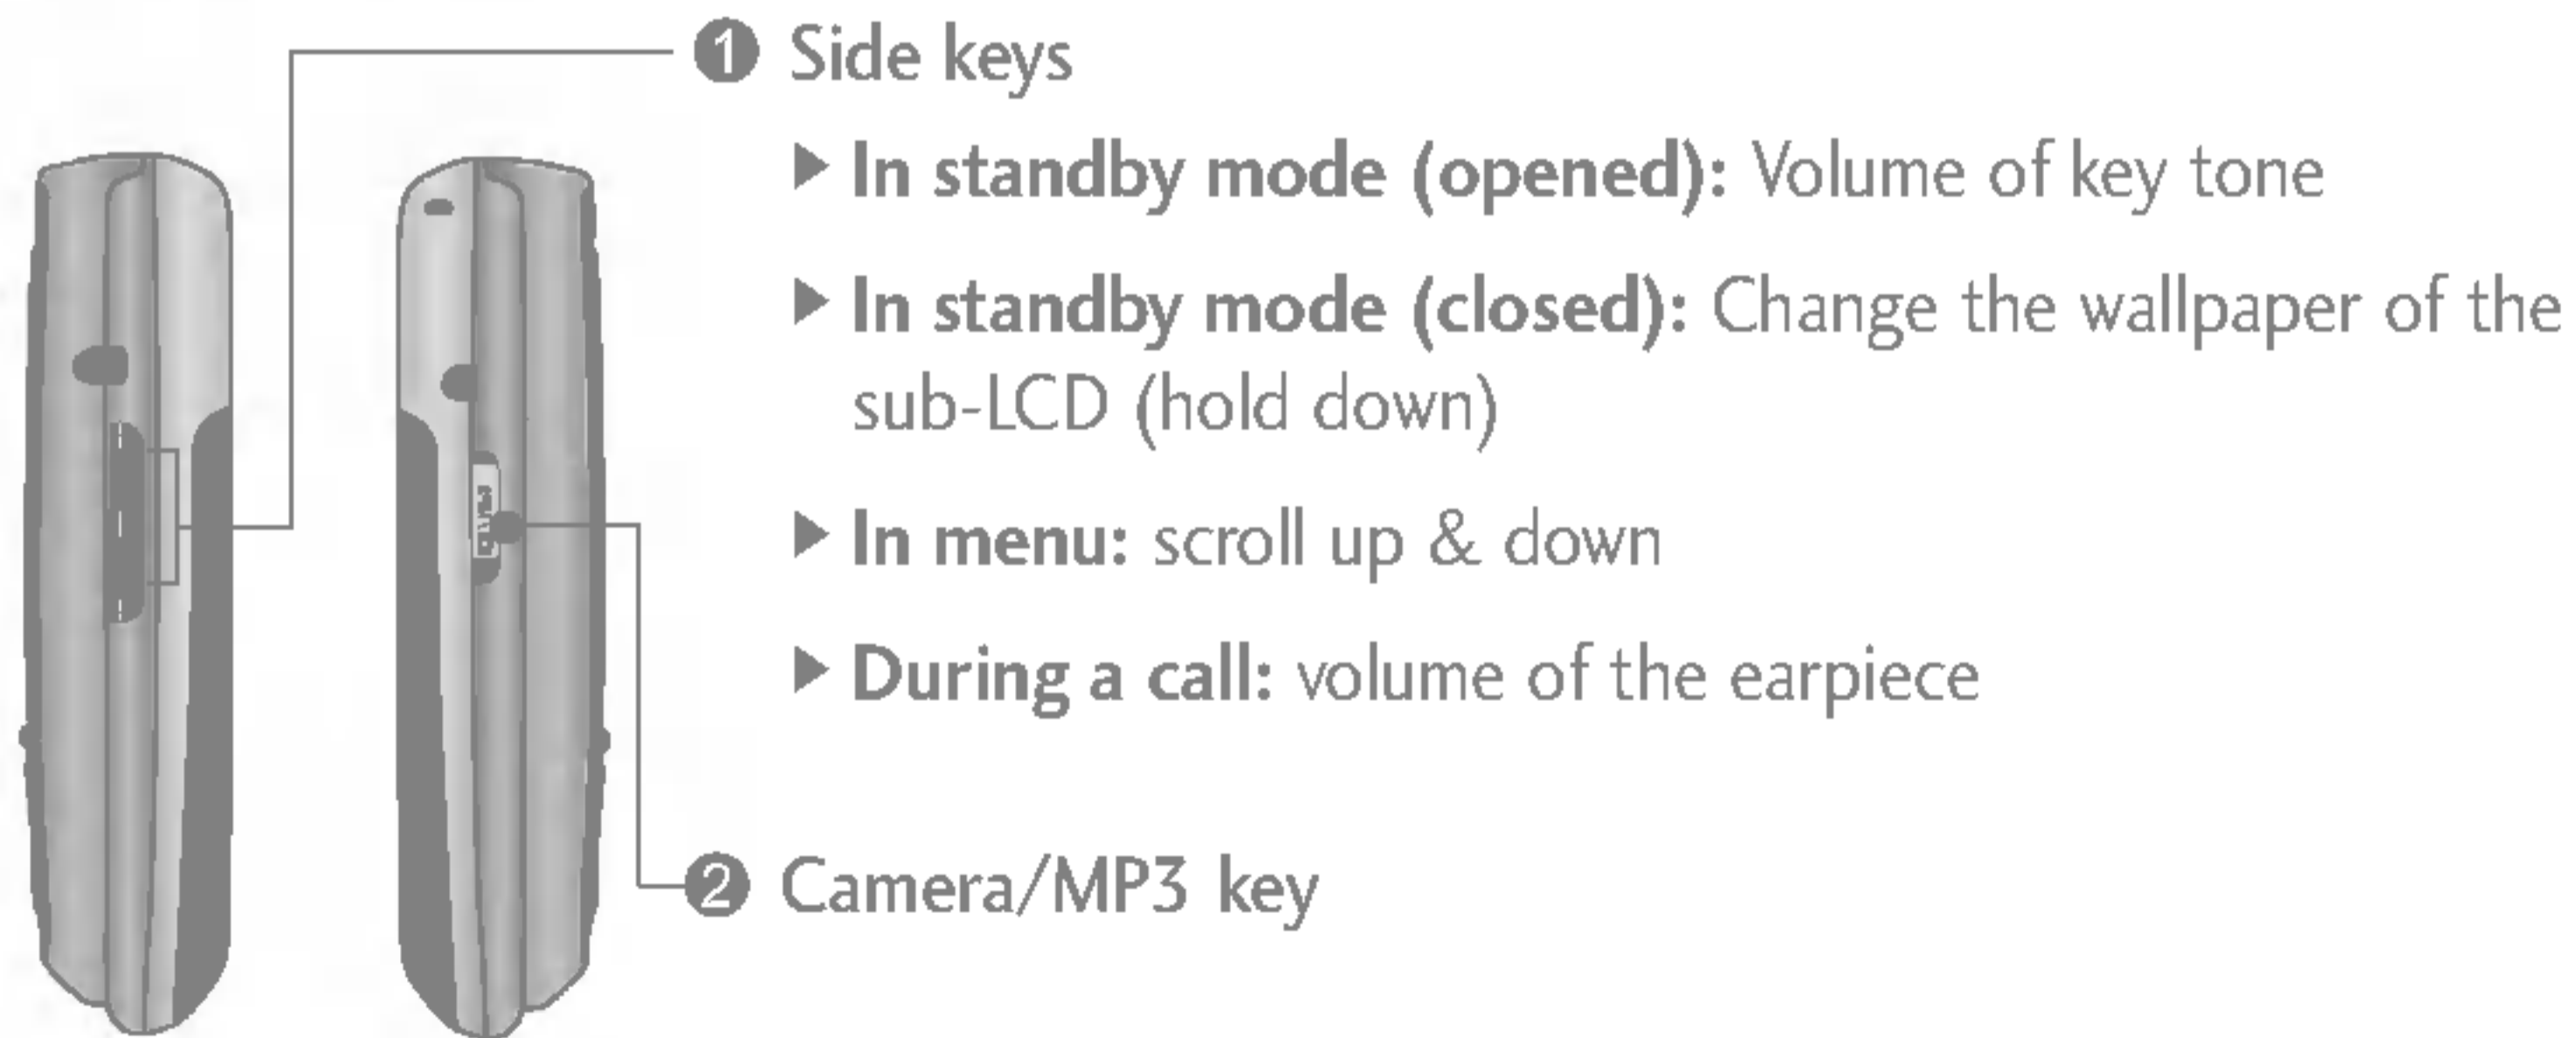 ❶ Side keys
▶ In standby mode (opened): Volume of key tone
▶ In standby mode (closed): Change the wallpaper of the
sub-LCD (hold down)
▶ In menu: scroll up & down
▶ During a call: volume of the earpiece
❷ Camera/MP3 key